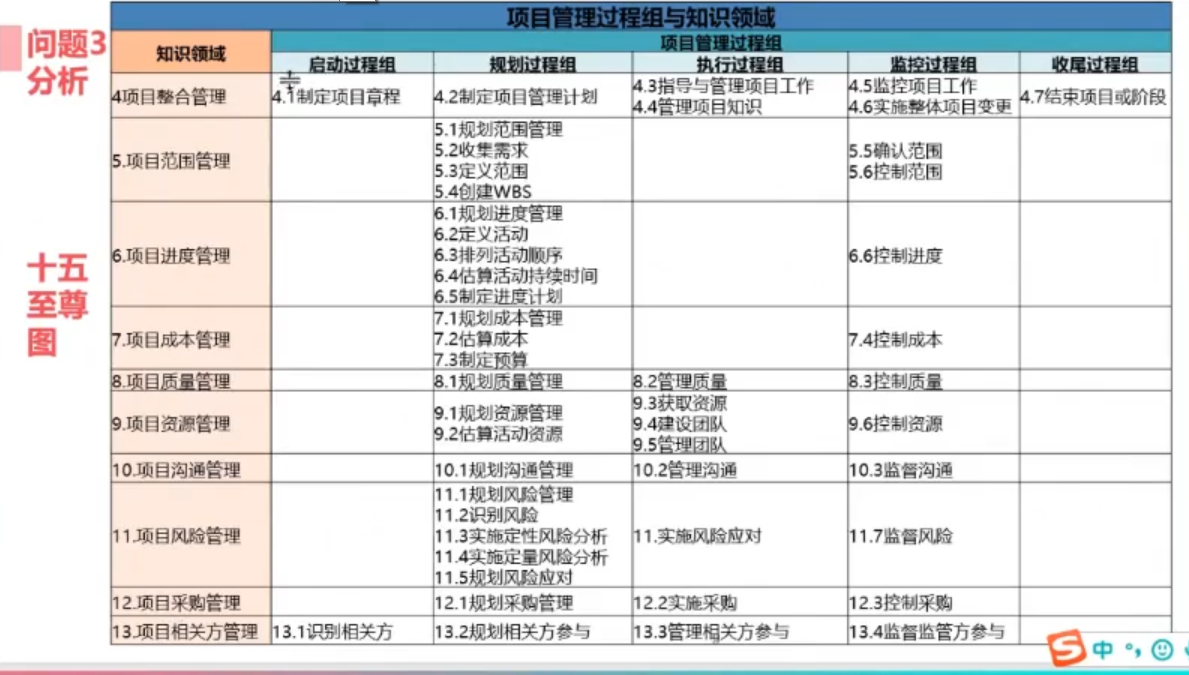 问题3
分析
十五
至尊
图
项目管理过程组与知识领域
知识领域
项目管理过程组
启动过程组
规划过程组
执行过程组
监控过程组
收尾过程组
4项目整合管理
4.1制定项目章程
4.2制定项目管理计划
4.3指导与管理项目工作
4.4管理项目知识
4.5监控项目工作
4.6实施整体项目变更
4.7结束项目或阶段
5.项目范围管理
5.1规划范围管理
5.2收集需求
5.3定义范围
5.4创建WBS
5.5确认范围
5.6控制范围
6.项目进度管理
6.1规划进度管理
6.2定义活动
6.3排列活动顺序
6.4估算活动持续时间
6.5制定进度计划
6.6控制进度
7.项目成本管理
7.1规划成本管理
7.2估算成本
7.3制定预算
7.4控制成本
8.项目质量管理
8.1规划质量管理
8.2管理质量
8.3控制质量
9.项目资源管理
9.1规划资源管理
9.2估算活动资源
9.3获取资源
9.4建设团队
9.5管理团队
9.6控制资源
10.项目沟通管理
10.1规划沟通管理
10.2管理沟通
10.3监督沟通
11.项目风险管理
11.1规划风险管理
11.2识别风险
11.3实施定性风险分析
11.4实施定量风险分析
11.5规划风险应对
11.实施风险应对
11.7监督风险
12.项目采购管理
12.1规划采购管理
12.2实施采购
12.3控制采购
13.项目相关方管理
13.1识别相关方
13.2规划相关方参与
13.3管理相关方参与
13.4监督监管方参与
S中